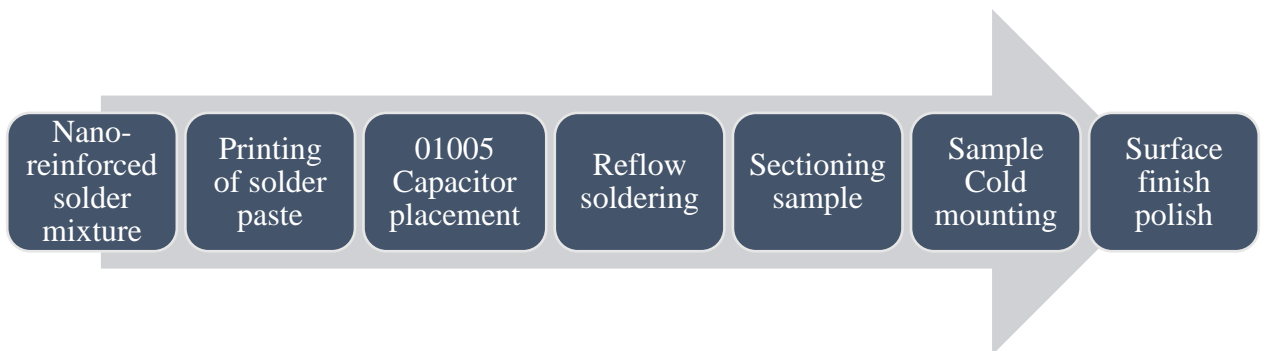 Nano-
reinforced
solder
mixture
Printing
of solder
paste
01005
Capacitor
placement
Reflow
soldering
Sectioning
sample
Sample
Cold
mounting
Surface
finish
polish